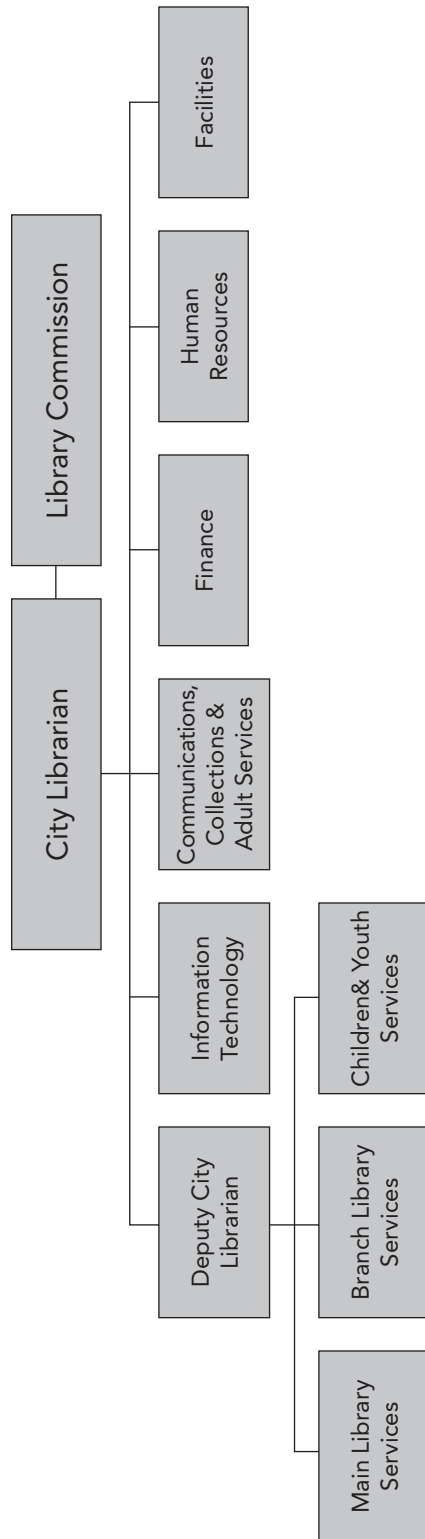 City Librarian
Library Commission
Deputy City
Librarian
Information
Technology
Communications,
Collections &
Adult Services
Finance
Human
Resources
Facilities
Main Library
Services
Branch Library
Services
Children& Youth
Services